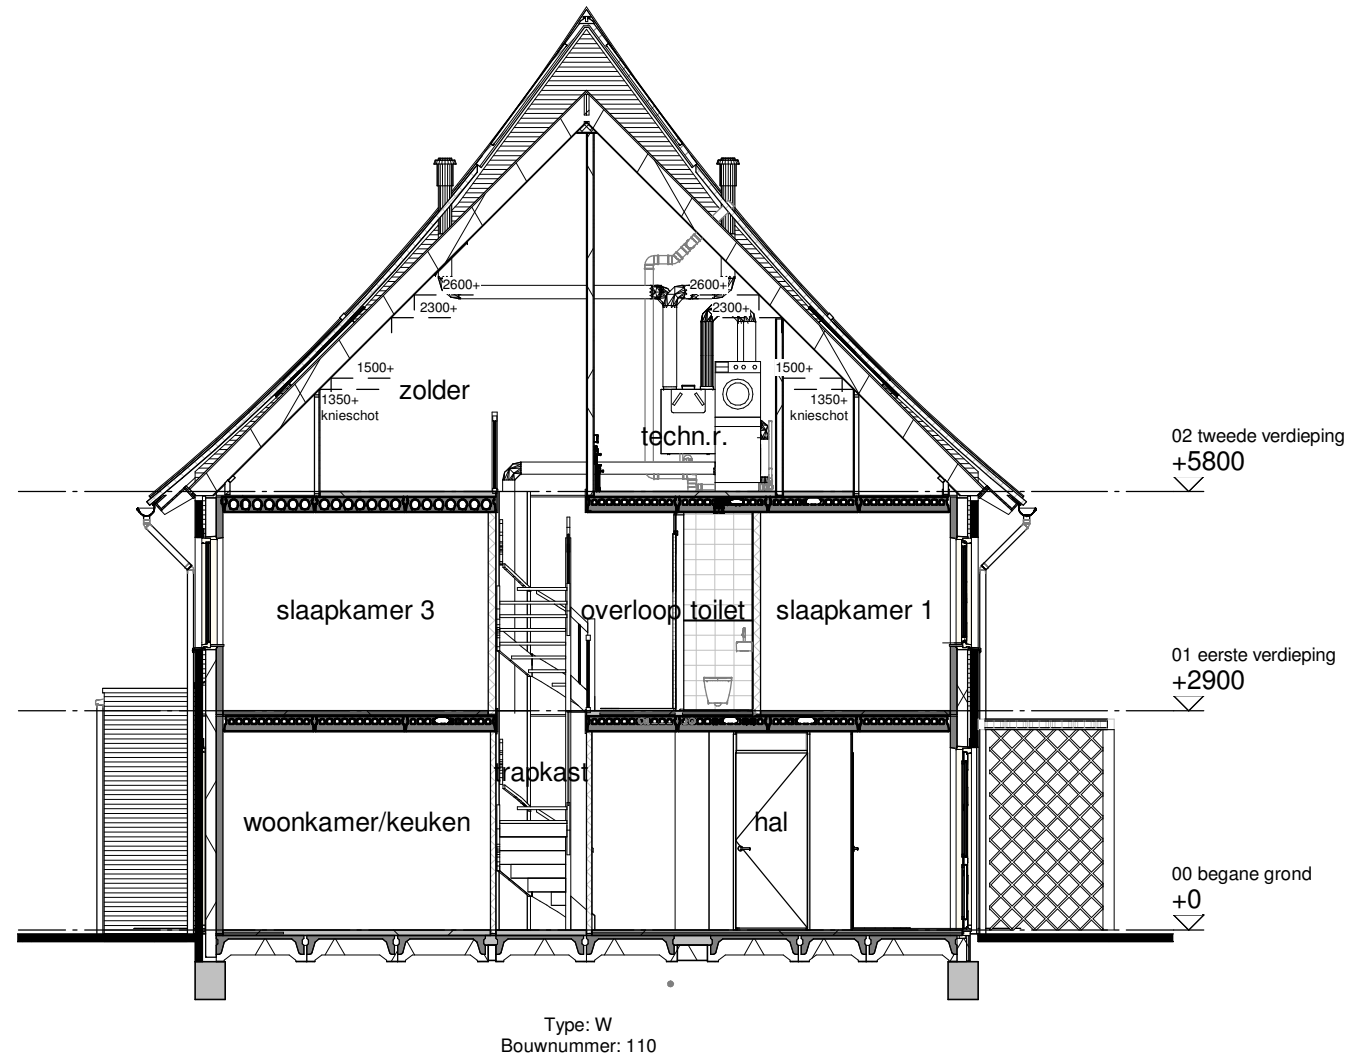 2600+
2600+
2300+
2300+
1500+
1500+
zolder
1350+
knieschot
1350+
knieschot
techn.r.
02 tweede verdieping
+5800
slaapkamer 3
overloop
toilet
slaapkamer 1
01 eerste verdieping
+2900
trapkast
woonkamer/keuken
hal
00 begane grond
+0
Type: W
Bouwnummer: 110